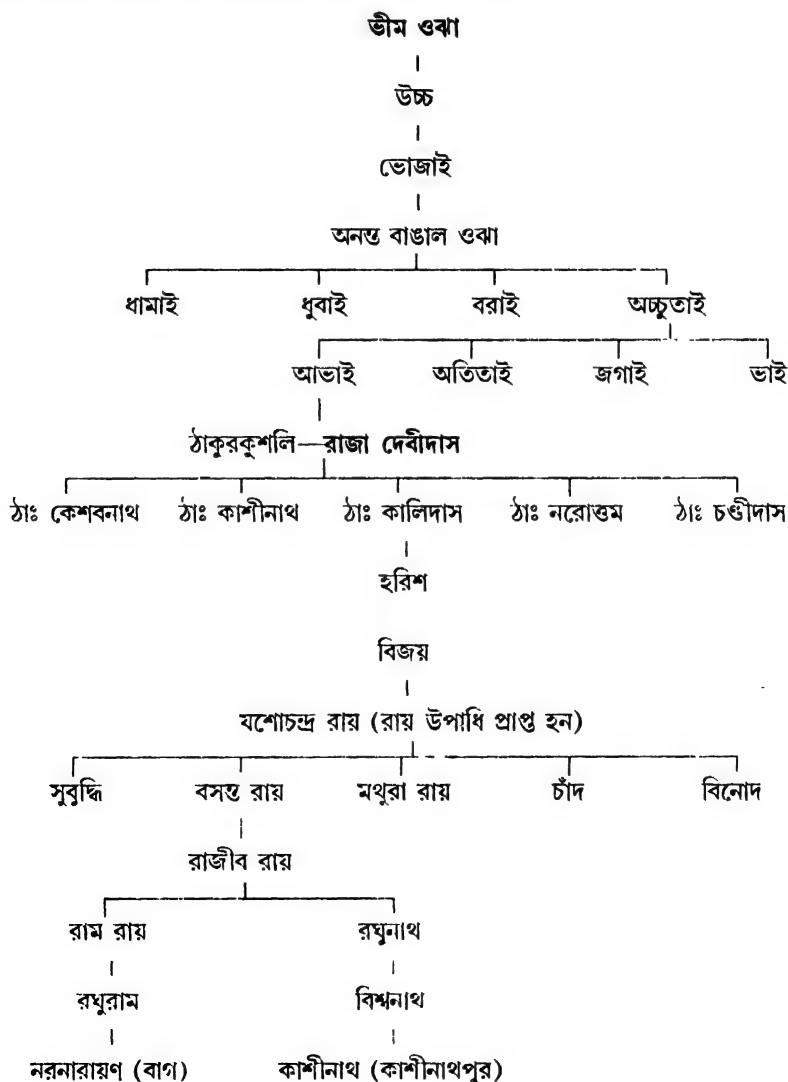 ভীম ওঝা
উচ্চ
ভোজাই
অনন্ত বাঙাল ওঝা
ধামাই ধুবাই বরাই অচ্চুতাই
আভাই অতিতাই জগাই ভাই
ঠাকুরকুশলি—রাজা দেবীদাস
ঠাঃ কেশবনাথ ঠাঃ কাশীনাথ ঠাঃ কালিদাস ঠাঃ নরোত্তম ঠাঃ চণ্ডীদাস
হরিশ
বিজয়
যশোচন্দ্র রায় (রায় উপাধি প্রাপ্ত হন)
সুবুদ্ধি বসন্ত রায় মথুরা রায় চাঁদ বিনোদ
রাজীব রায়
রাম রায় রঘুনাথ
রঘুরাম বিশ্বনাথ
নরনারায়ণ (বাগ) কাশীনাথ (কাশীনাথপুর)